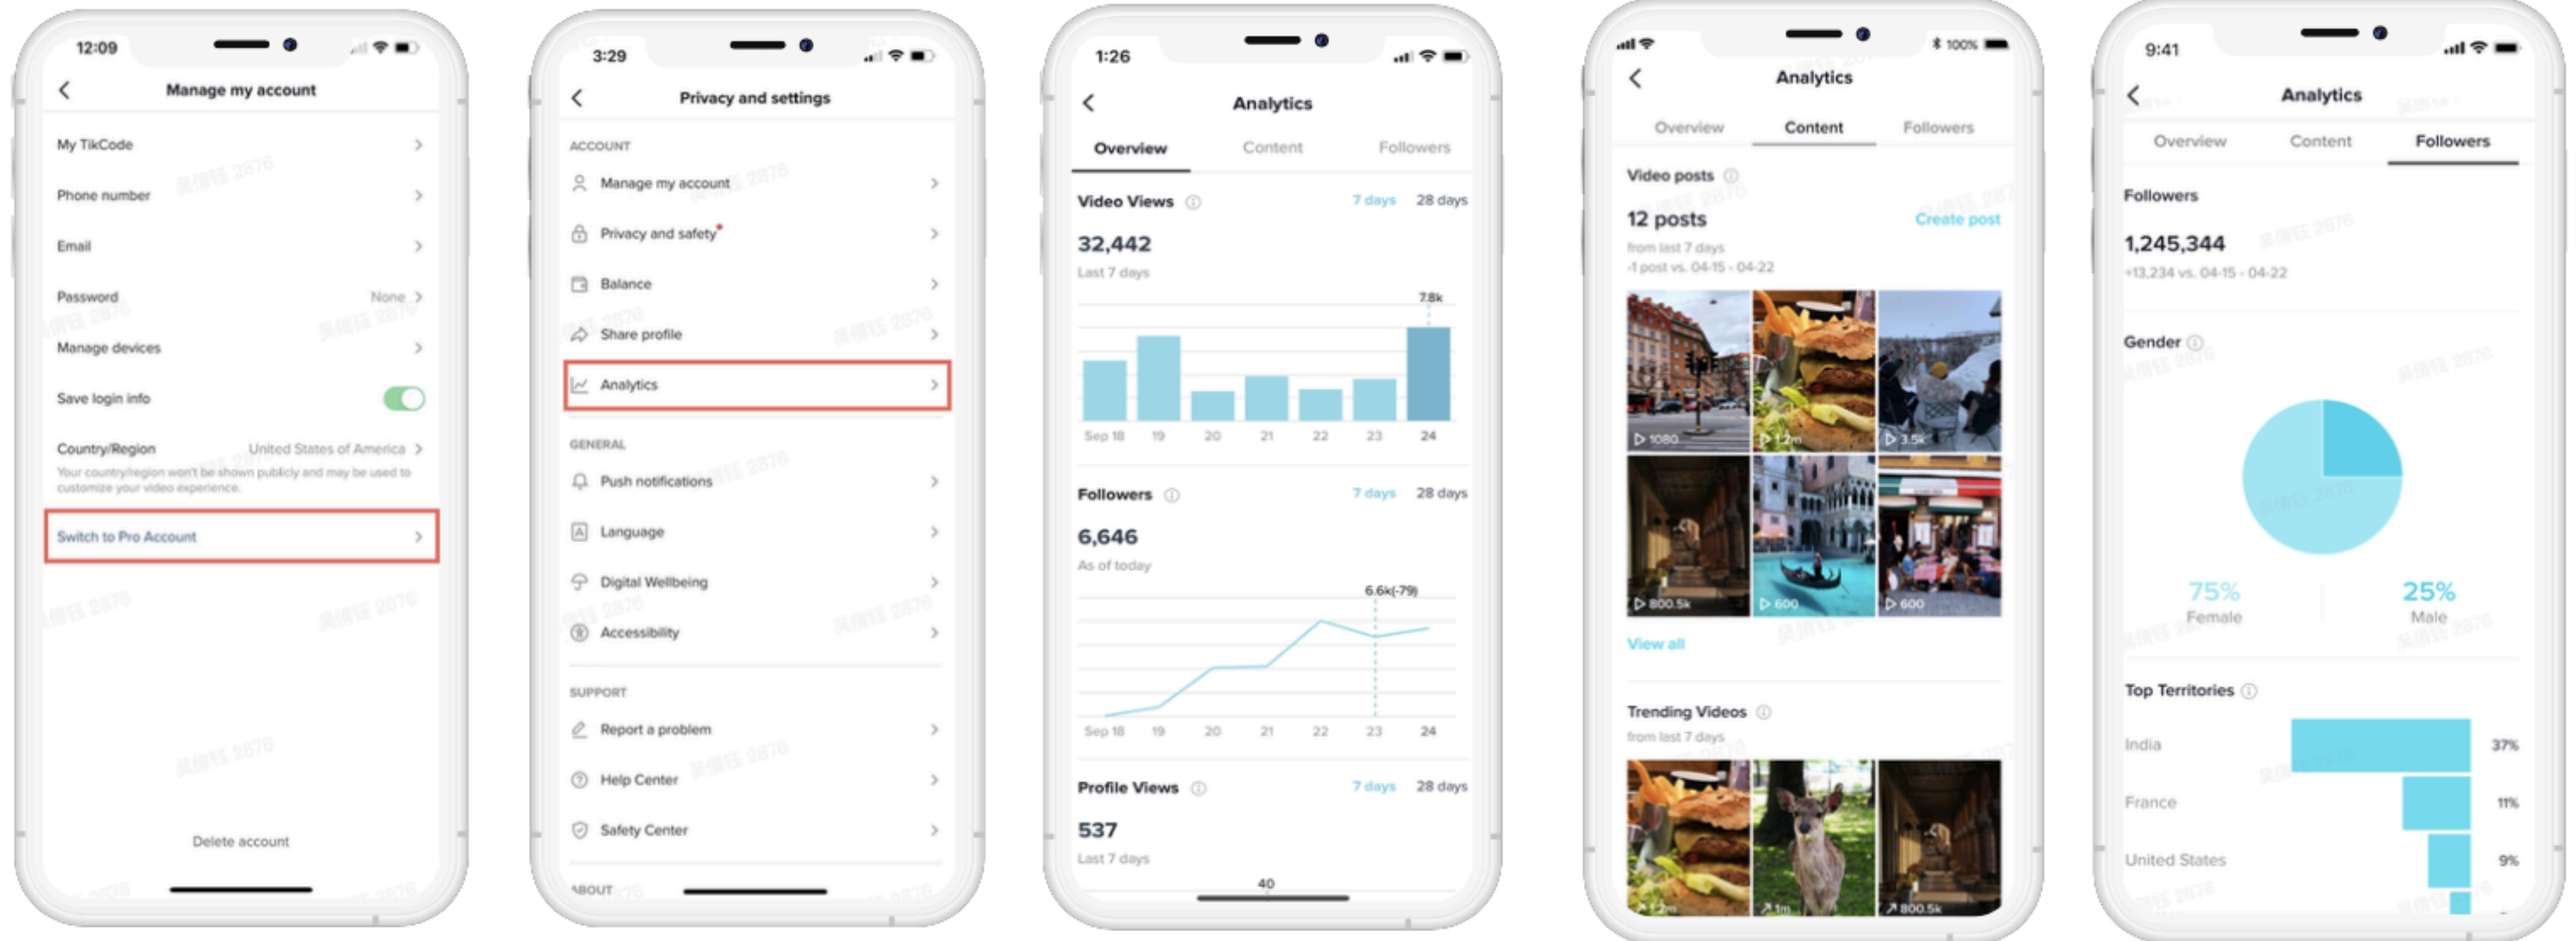 12:09
Manage my account
My TikCode
Phone number
Email
Password None
Manage devices
Save login info
Country/Region United States of America
Your country/region won't be shown publicly and may be used to
customize your video experience.
Switch to Pro Account
Delete account
3:29
Privacy and settings
ACCOUNT
Manage my account
Privacy and safety
Balance
Share profile
Analytics
GENERAL
Push notifications
Language
Digital Wellbeing
Accessibility
SUPPORT
Report a problem
Help Center
Safety Center
ABOUT
1:26
Analytics
Overview Content Followers
Video Views 7 days 28 days
32,442
Last 7 days
7.8k
Sep 18 19 20 21 22 23 24
Followers 7 days 28 days
6,646
As of today
6.6k(-79)
Sep 18 19 20 21 22 23 24
Profile Views 7 days 28 days
537
Last 7 days
40
100%
Analytics
Overview Content Followers
Video posts
12 posts Create post
from last 7 days
-1 post vs. 04-15 - 04-22
1080 1.2m 3.5k
800.5k 600 600
View all
Trending Videos
from last 7 days
1.2m 1m 800.5k
9:41
Analytics
Overview Content Followers
Followers
1,245,344
+13,234 vs. 04-15 - 04-22
Gender
75% 25%
Female Male
Top Territories
India 37%
France 11%
United States 9%